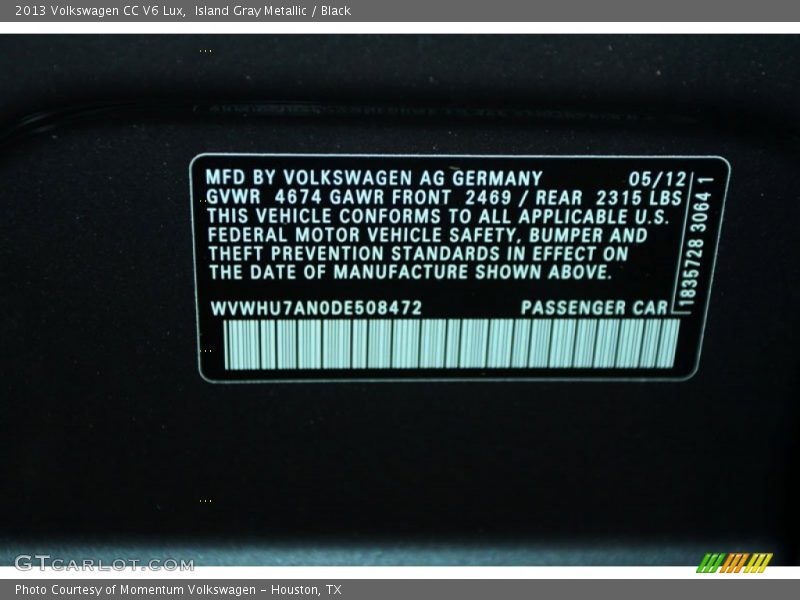 2013 Volkswagen CC V6 Lux,  Island Gray Metallic / Black
MFD BY VOLKSWAGEN AG GERMANY 05/12
GVWR 4674 GAWR FRONT 2469 / REAR 2315 LBS
THIS VEHICLE CONFORMS TO ALL APPLICABLE U.S.
FEDERAL MOTOR VEHICLE SAFETY, BUMPER AND
THEFT PREVENTION STANDARDS IN EFFECT ON
THE DATE OF MANUFACTURE SHOWN ABOVE.
WVWHU7AN0DE508472 PASSENGER CAR
1835728 3064 1
GTCARLOT.COM
Photo Courtesy of Momentum Volkswagen - Houston, TX